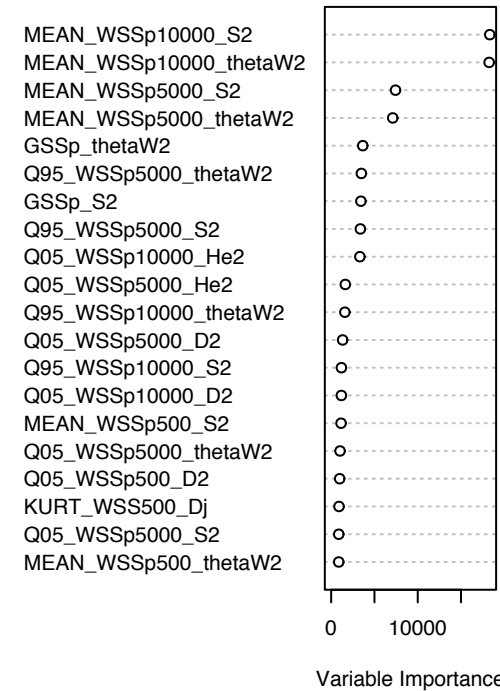 MEAN_WSSp10000_S2
MEAN_WSSp10000_thetaW2
MEAN_WSSp5000_S2
MEAN_WSSp5000_thetaW2
GSSp_thetaW2
Q95_WSSp5000_thetaW2
GSSp_S2
Q95_WSSp5000_S2
Q05_WSSp10000_He2
Q05_WSSp5000_He2
Q95_WSSp10000_thetaW2
Q05_WSSp5000_D2
Q95_WSSp10000_S2
Q05_WSSp10000_D2
MEAN_WSSp500_S2
Q05_WSSp5000_thetaW2
Q05_WSSp500_D2
KURT_WSS500_Dj
Q05_WSSp5000_S2
MEAN_WSSp500_thetaW2
0 10000
Variable Importance